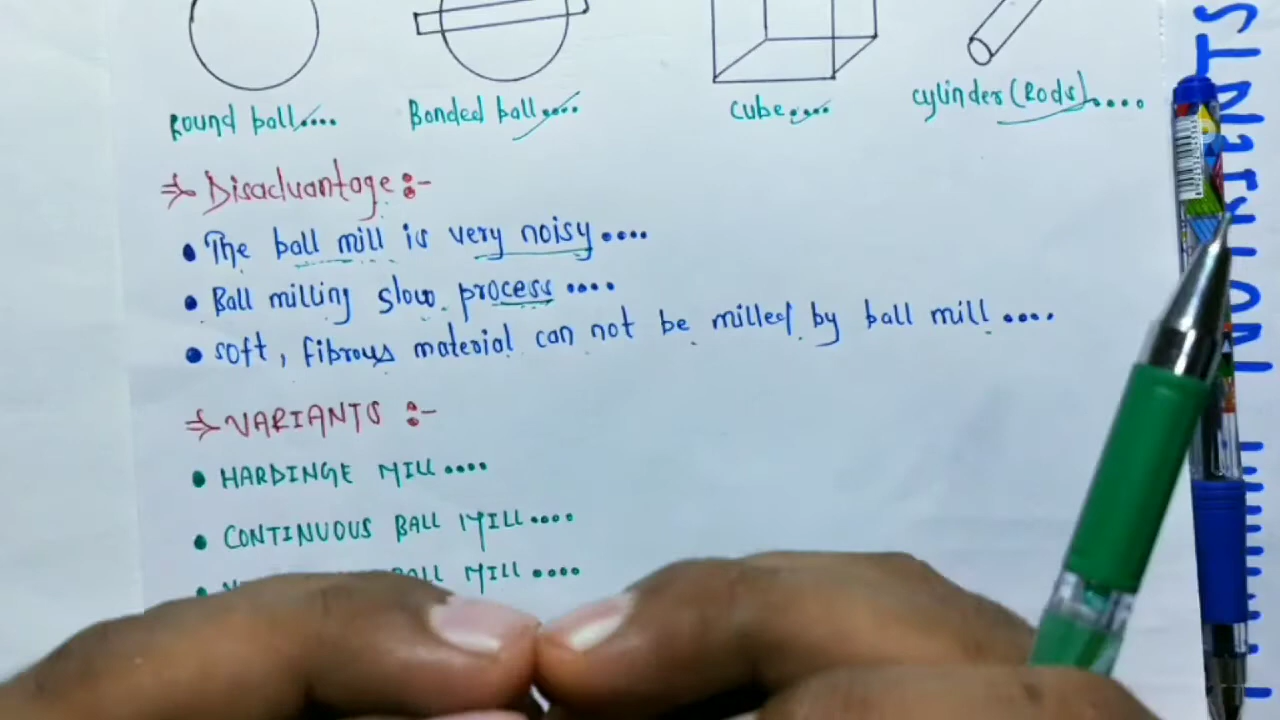 Round ball....
Bonded ball....
cube....
cylinder(Rods)....
⇒ Disadvantage :-
• The ball mill is very noisy....
• Ball milling slow process....
• soft, fibrous material can not be milled by ball mill....
⇒ VARIANTS :-
• HARDINGE MILL....
• CONTINUOUS BALL MILL....
• BALL MILL....